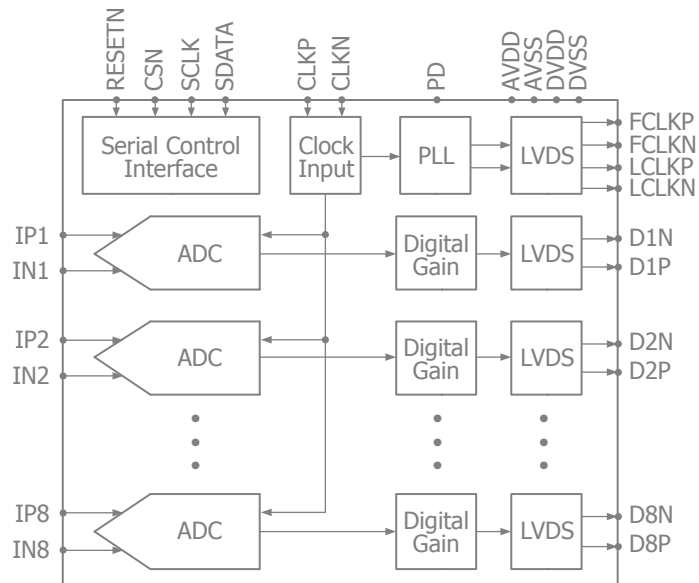 RESETN
CSN
SCLK
SDATA
CLKP
CLKN
PD
AVDD
AVSS
DVDD
DVSS
Serial Control
Interface
Clock
Input
PLL
LVDS
FCLKP
FCLKN
LCLKP
LCLKN
IP1
IN1
ADC
Digital
Gain
LVDS
D1N
D1P
IP2
IN2
ADC
Digital
Gain
LVDS
D2N
D2P
IP8
IN8
ADC
Digital
Gain
LVDS
D8N
D8P